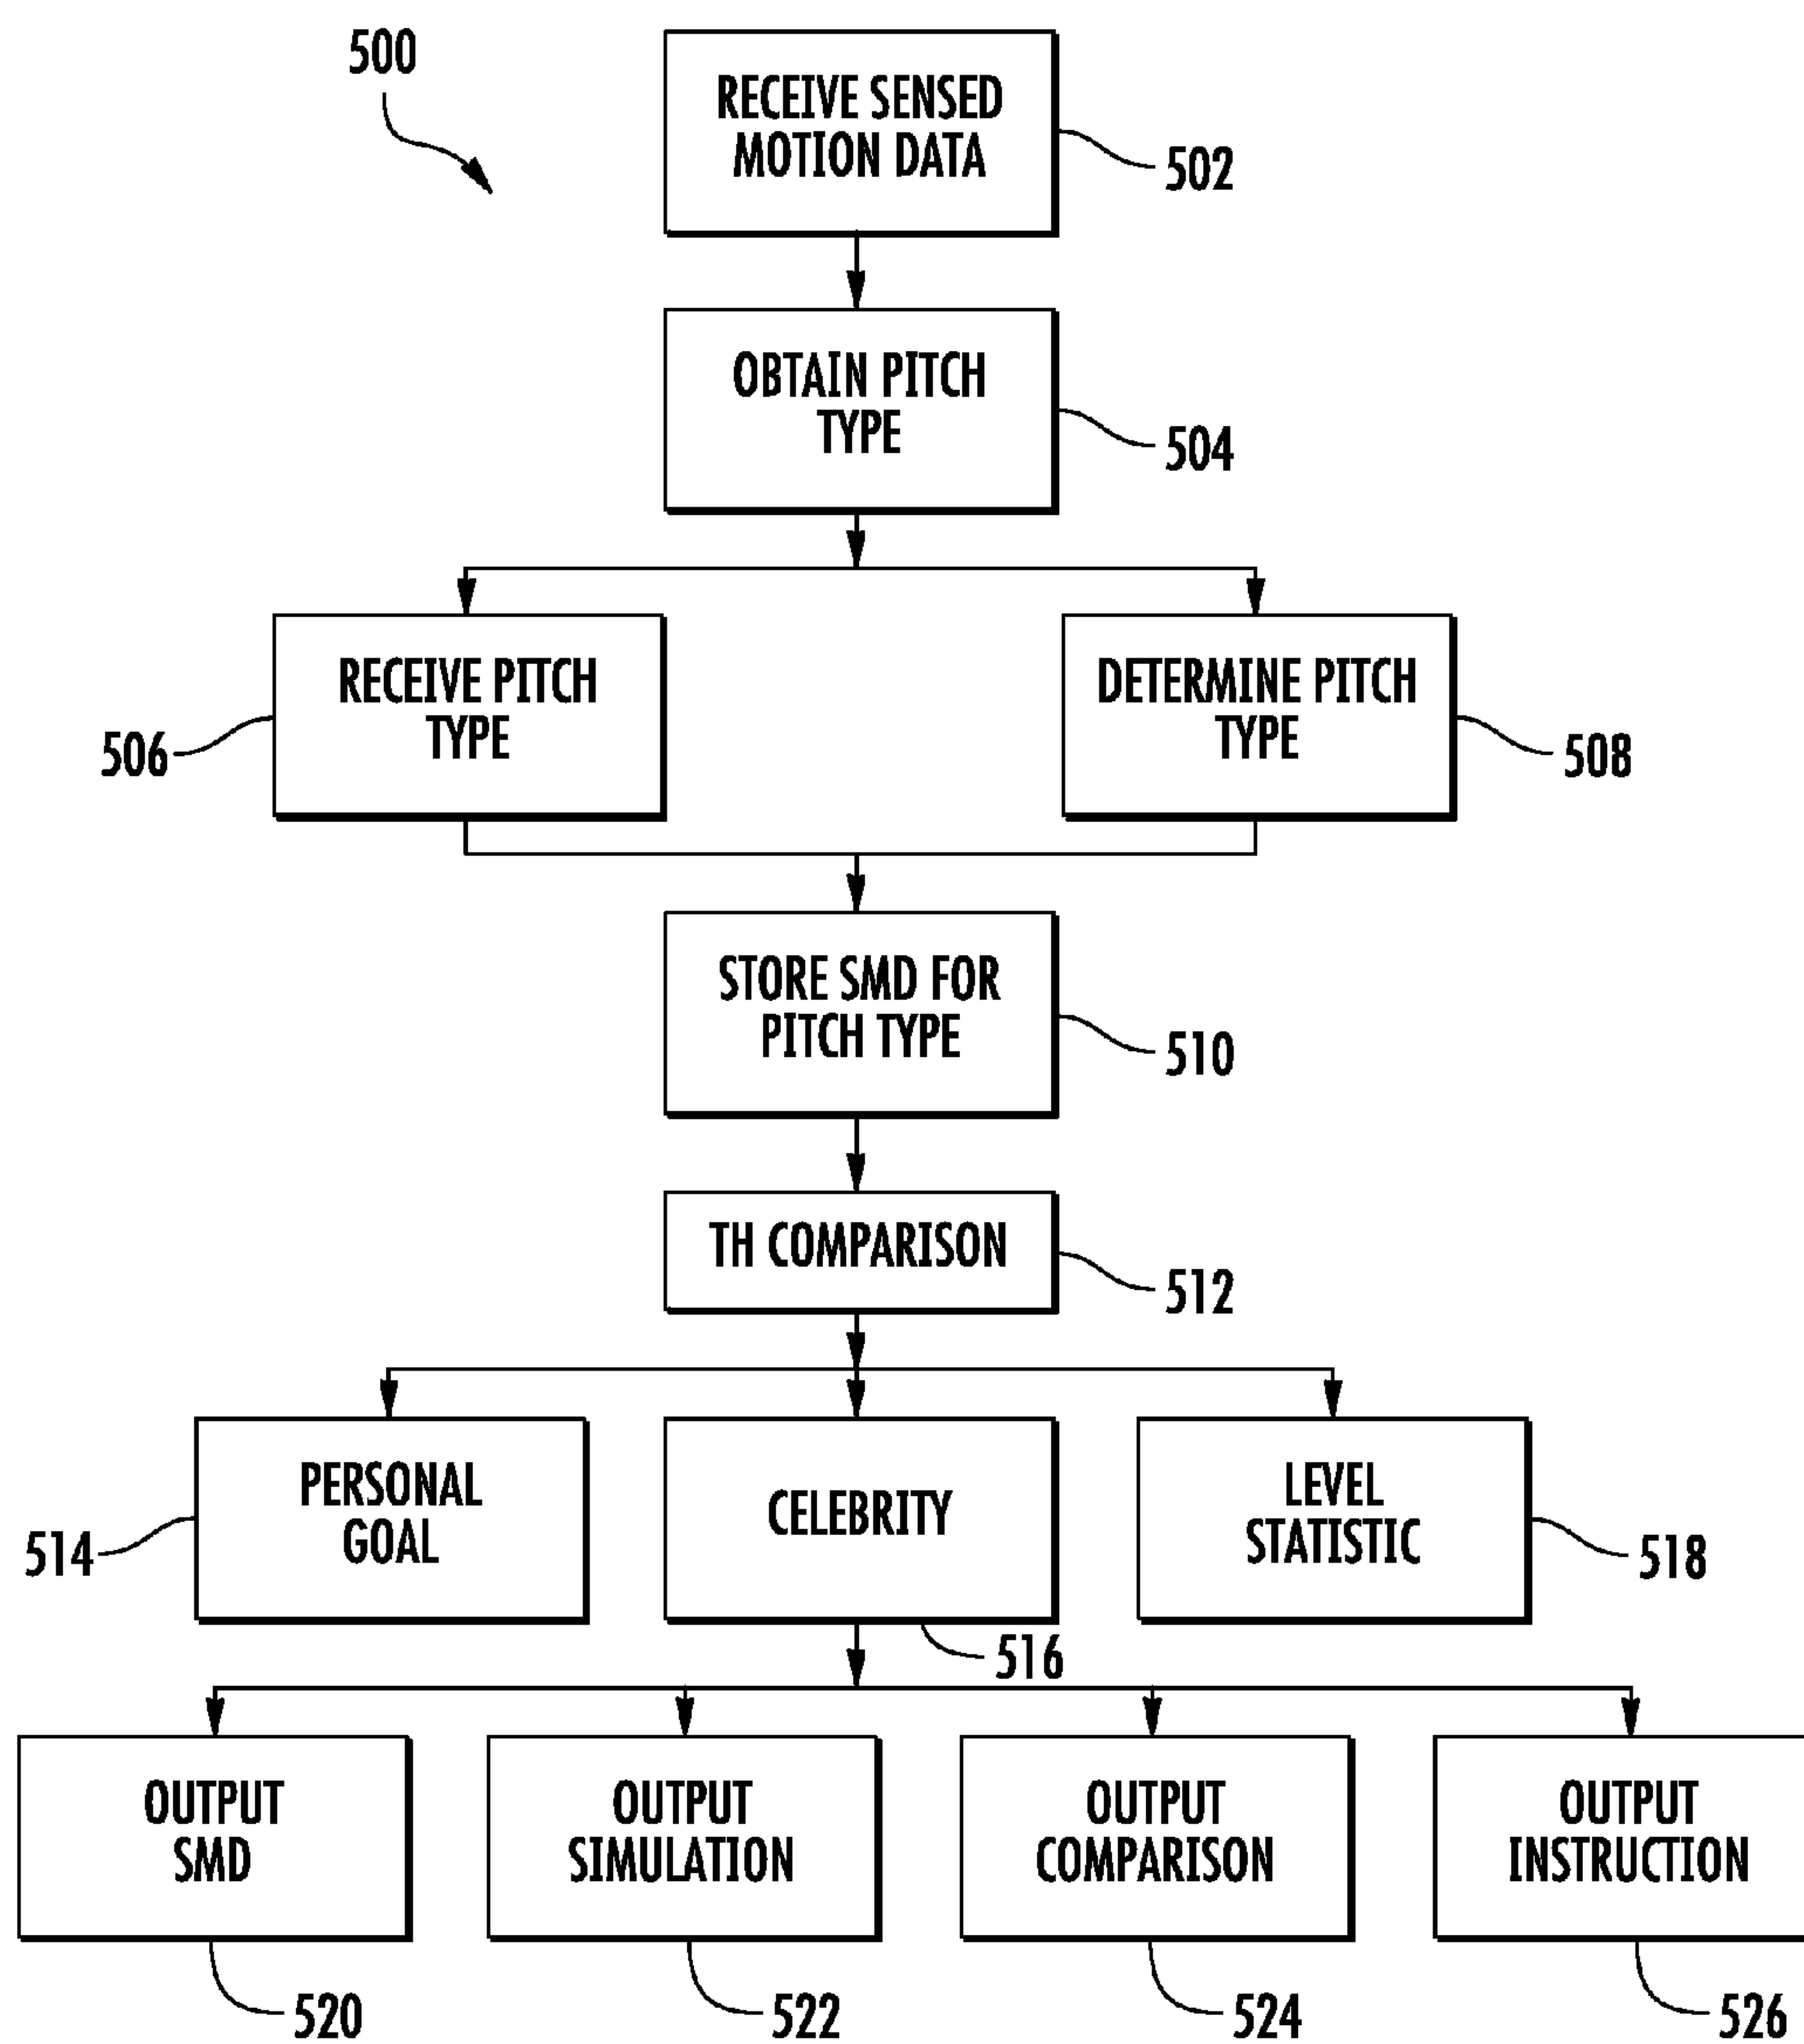 500
RECEIVE SENSED
MOTION DATA
502
OBTAIN PITCH
TYPE
504
RECEIVE PITCH
TYPE
506
DETERMINE PITCH
TYPE
508
STORE SMD FOR
PITCH TYPE
510
TH COMPARISON
512
PERSONAL
GOAL
514
CELEBRITY
516
LEVEL
STATISTIC
518
OUTPUT
SMD
520
OUTPUT
SIMULATION
522
OUTPUT
COMPARISON
524
OUTPUT
INSTRUCTION
526